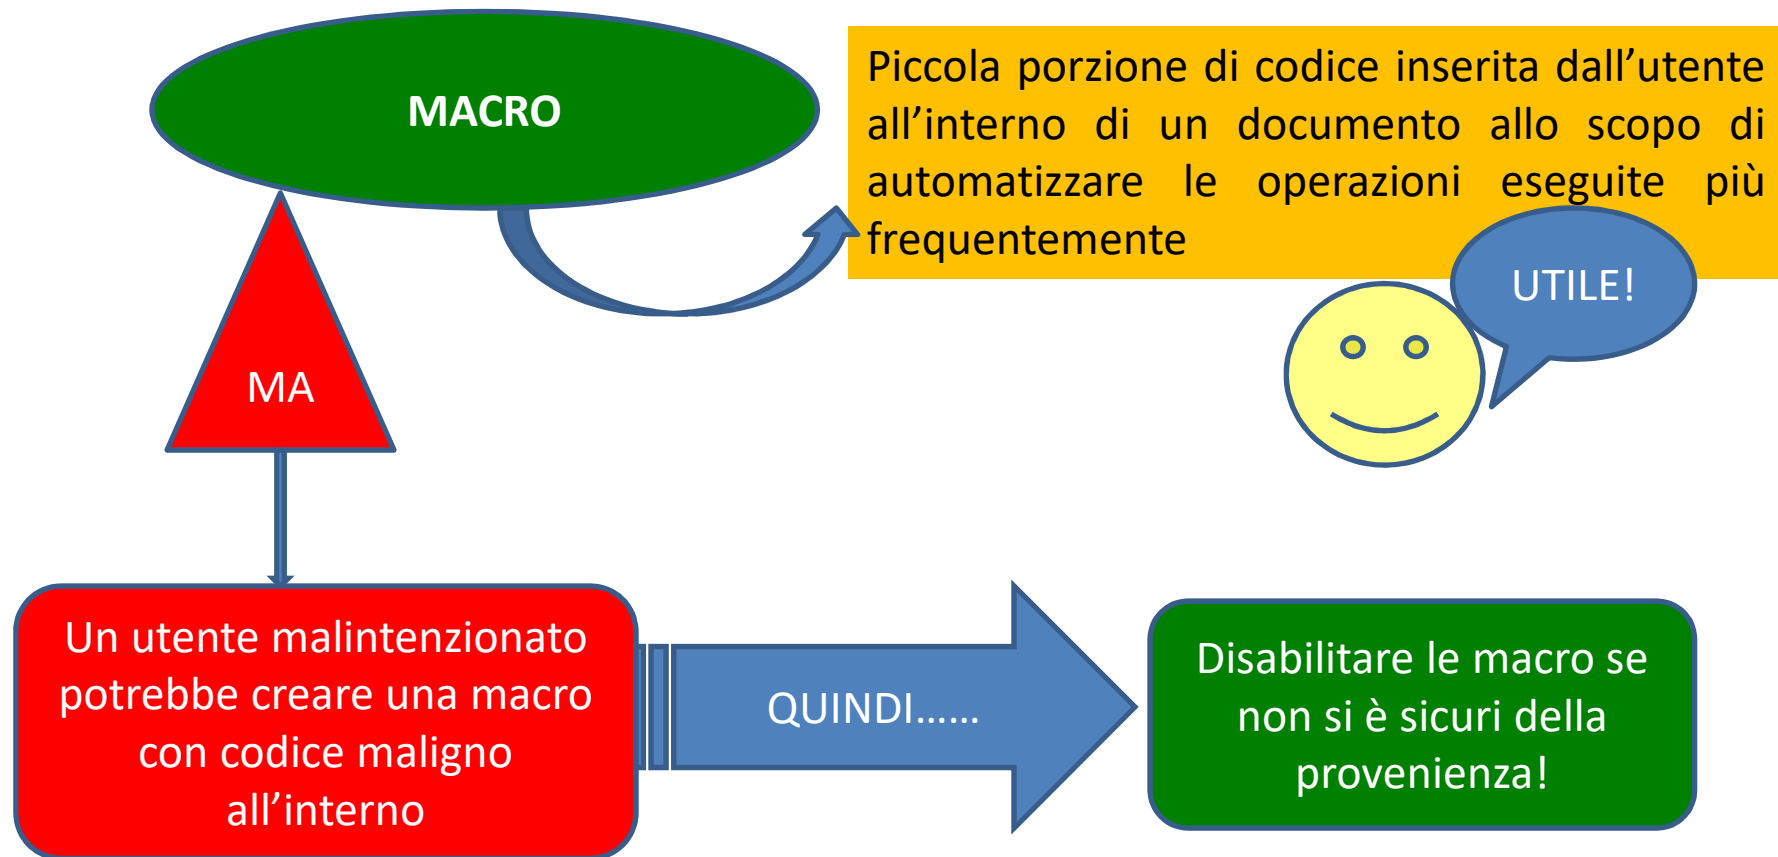 MACRO
Piccola porzione di codice inserita dall’utente
all’interno di un documento allo scopo di
automatizzare le operazioni eseguite più
frequentemente
UTILE!
MA
Un utente malintenzionato
potrebbe creare una macro
con codice maligno
all’interno
QUINDI……
Disabilitare le macro se
non si è sicuri della
provenienza!